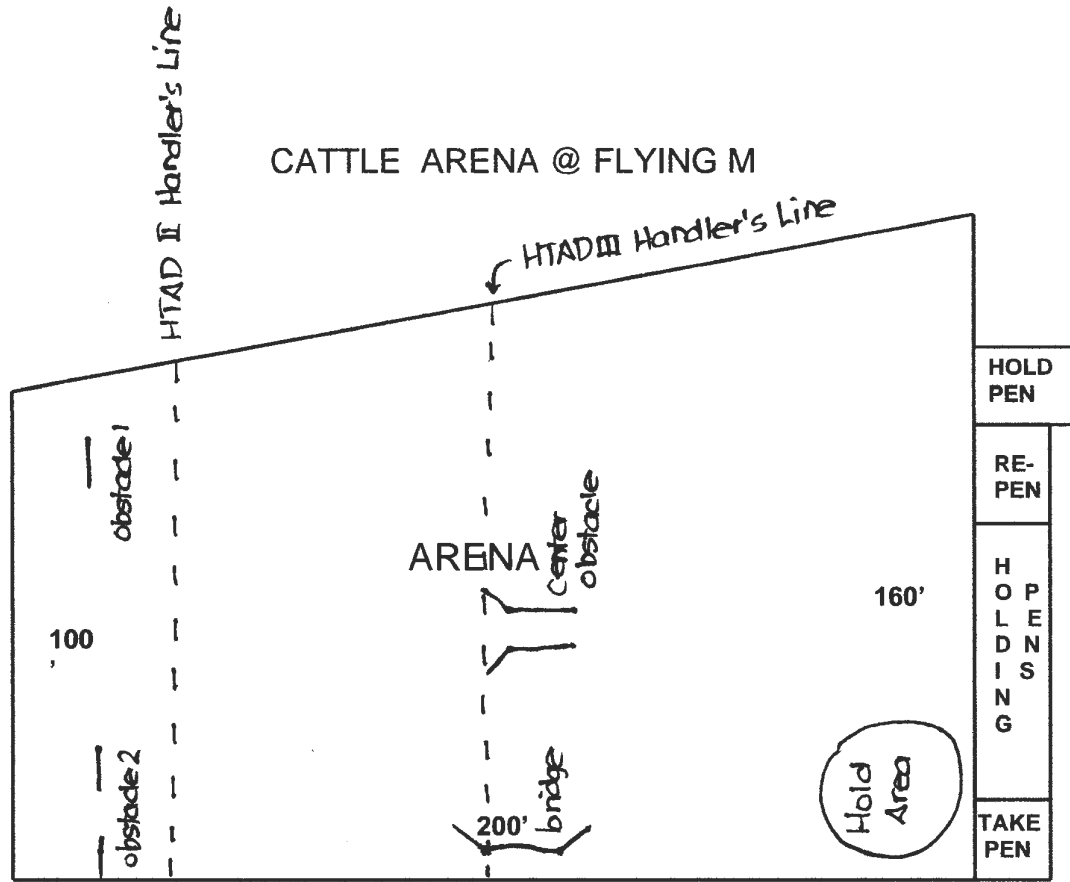 HTAD II Handler's Line
CATTLE ARENA @ FLYING M
HTAD III Handler's Line
HOLD
PEN
obstacle 1
RE-
PEN
ARENA
Center
obstacle
HOLDING
PENS
160'
100
'
obstacle 2
200'
bridge
Hold
Area
TAKE
PEN